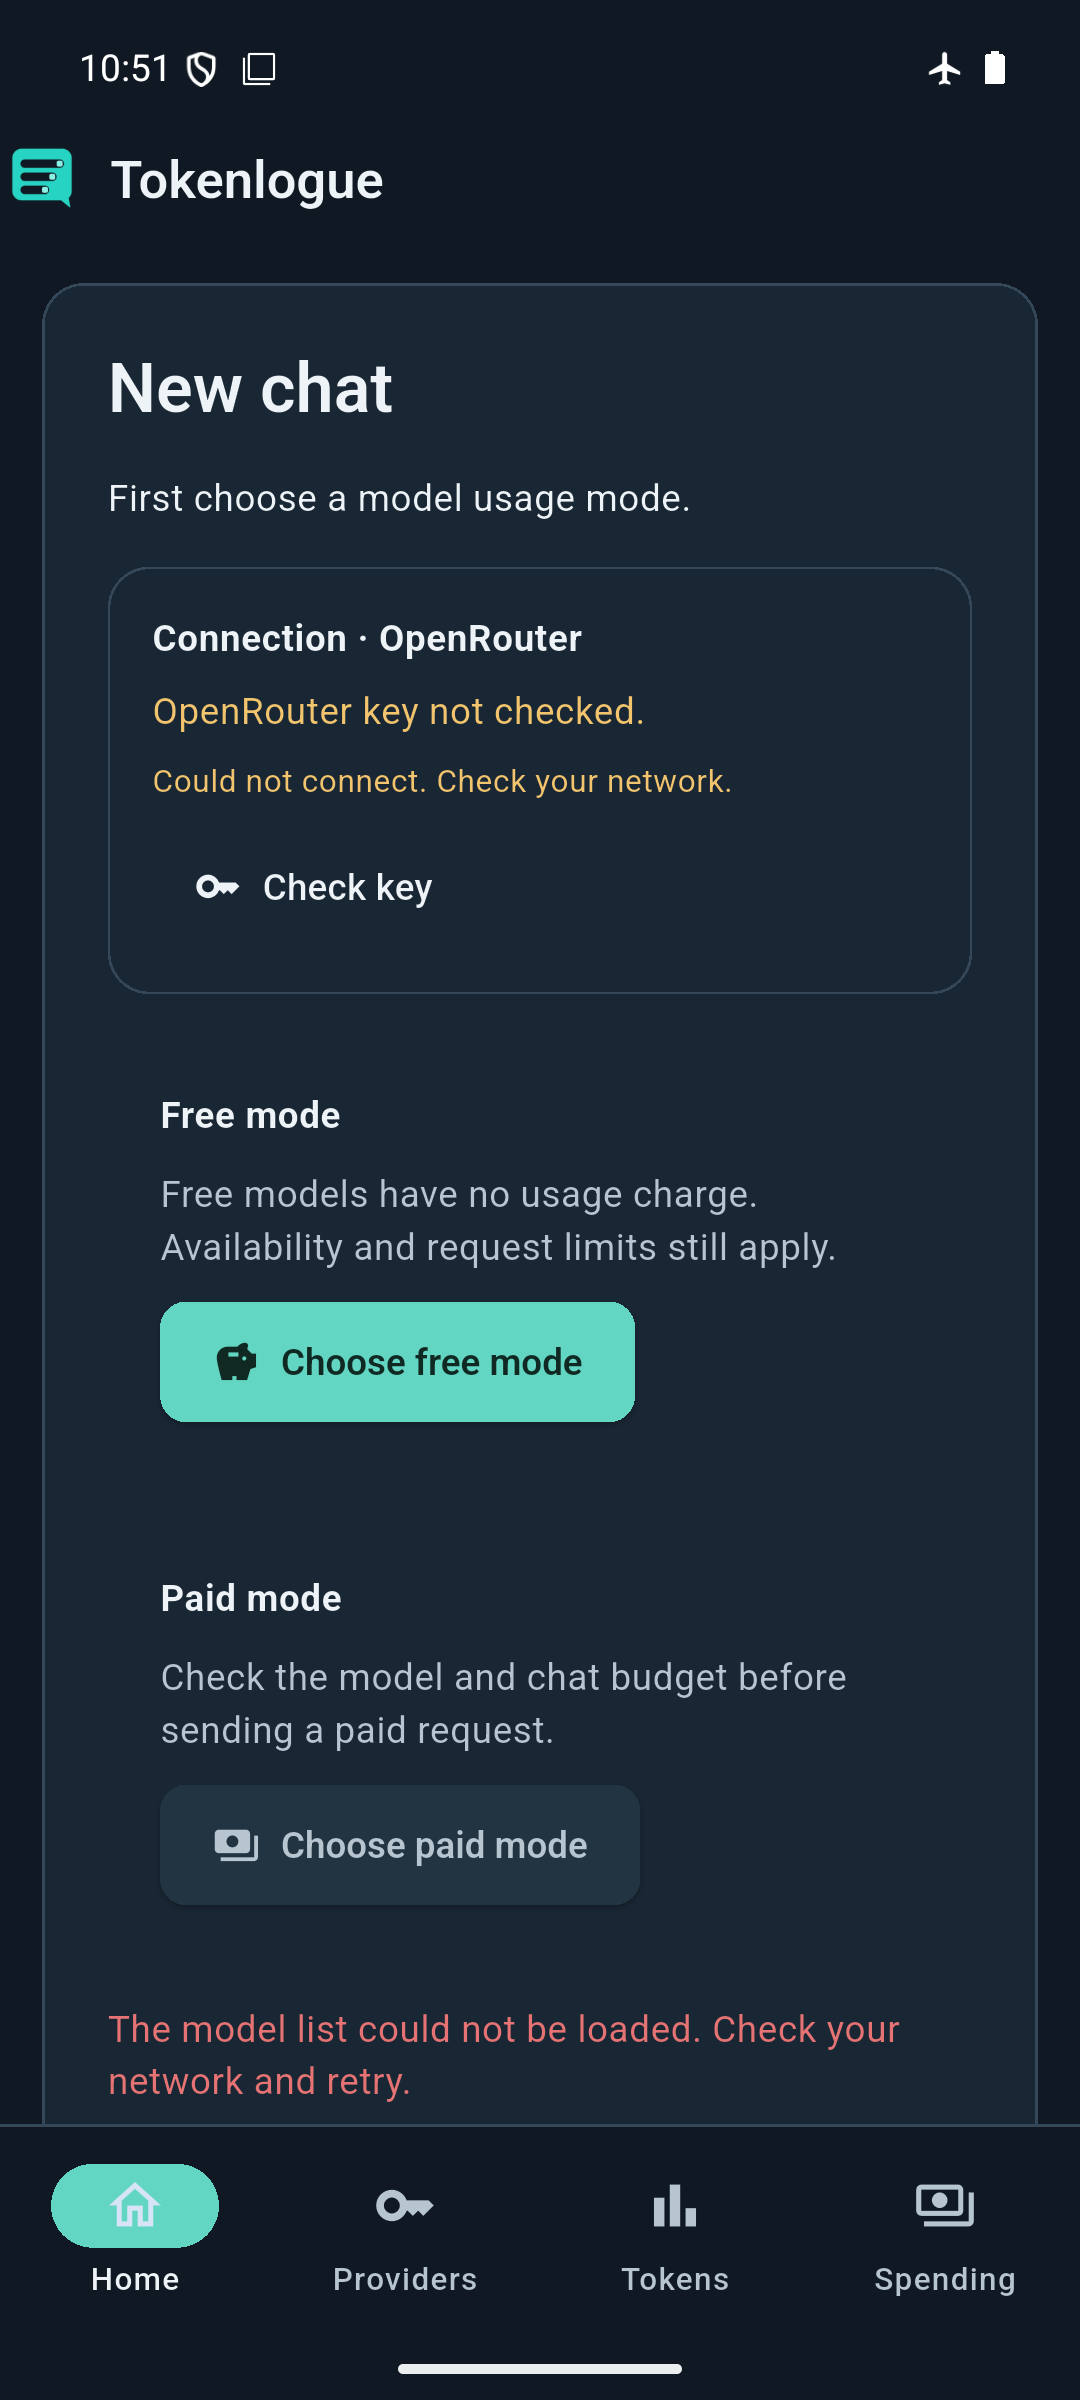 10:51
Tokenlogue
New chat
First choose a model usage mode.
Connection · OpenRouter
OpenRouter key not checked.
Could not connect. Check your network.
Check key
Free mode
Free models have no usage charge.
Availability and request limits still apply.
Choose free mode
Paid mode
Check the model and chat budget before
sending a paid request.
Choose paid mode
The model list could not be loaded. Check your
network and retry.
Home
Providers
Tokens
Spending